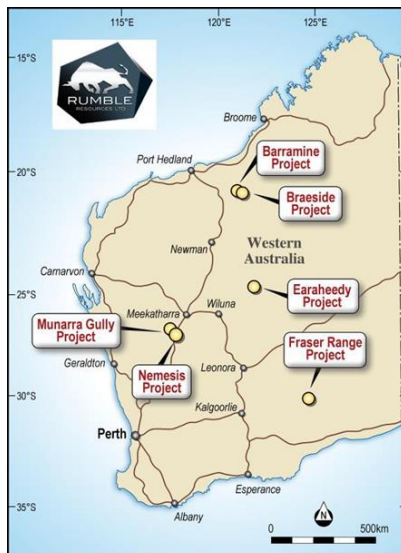 115°E 120°E 125°E
15°S
RUMBLE
RESOURCES LTD
Broome
Barramine
Project
Port Hedland
20°S
Braeside
Project
Newman
Western
Australia
Carnarvon
25°S
Earaheedy
Project
Meekatharra
Wiluna
Munarra Gully
Project
Fraser Range
Project
Geraldton
Nemesis
Project
Leonora
30°S
Kalgoorlie
Perth
Esperance
Albany
35°S
N
0 500km